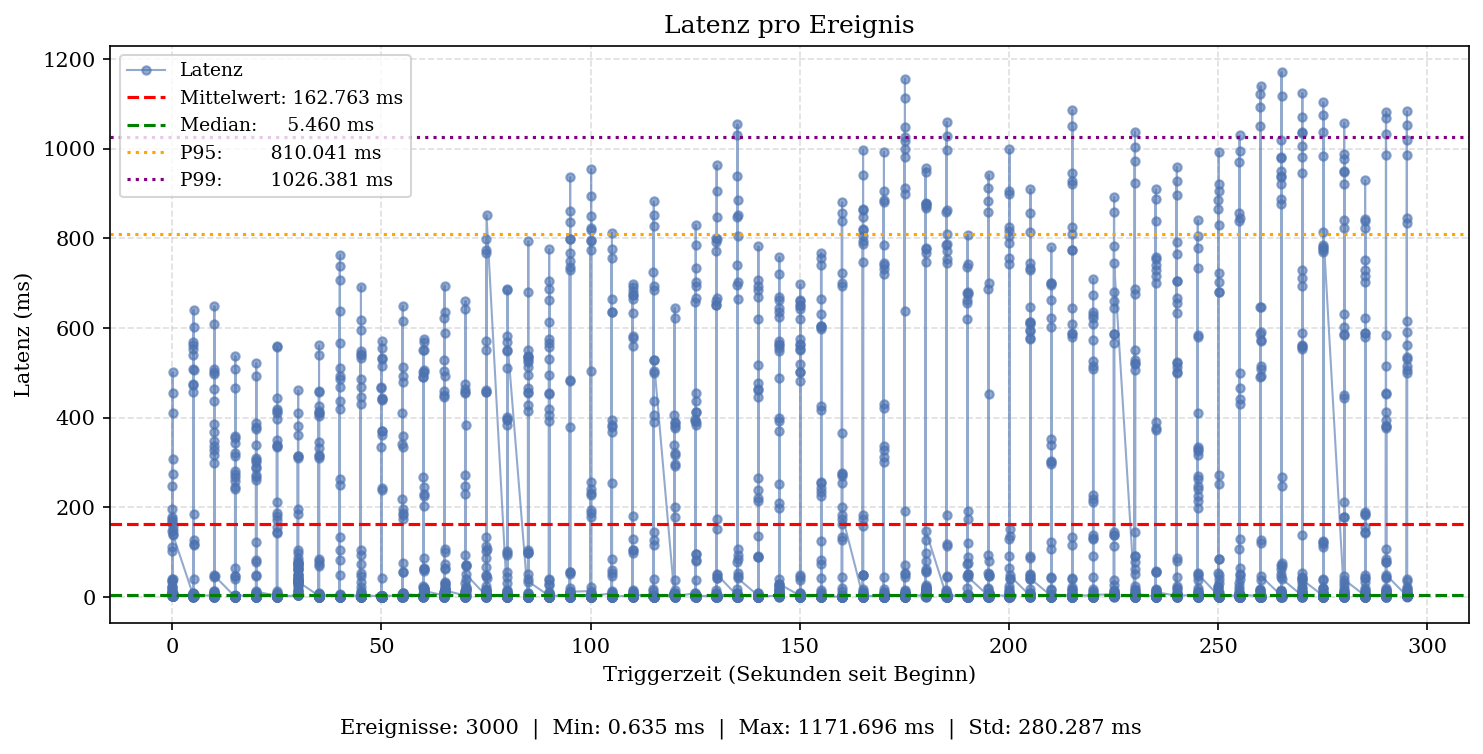 Latenz pro Ereignis
Latenz (ms)
1200
1000
800
600
400
200
0
Latenz
Mittelwert: 162.763 ms
Median: 5.460 ms
P95: 810.041 ms
P99: 1026.381 ms
0 50 100 150 200 250 300
Triggerzeit (Sekunden seit Beginn)
Ereignisse: 3000 | Min: 0.635 ms | Max: 1171.696 ms | Std: 280.287 ms